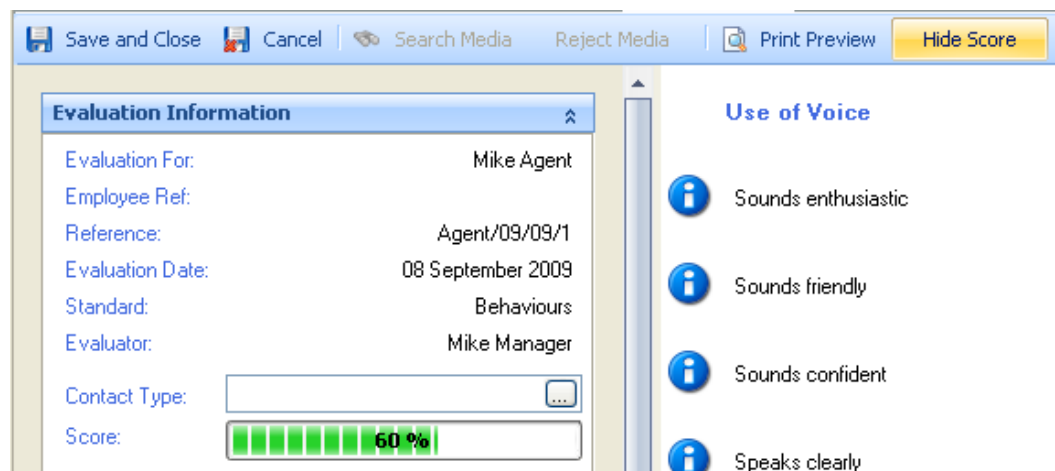 Save and Close Cancel Search Media Reject Media Print Preview Hide Score
Evaluation Information
Evaluation For: Mike Agent
Employee Ref:
Reference: Agent/09/09/1
Evaluation Date: 08 September 2009
Standard: Behaviours
Evaluator: Mike Manager
Contact Type: ...
Score: 60 %
Use of Voice
Sounds enthusiastic
Sounds friendly
Sounds confident
Speaks clearly